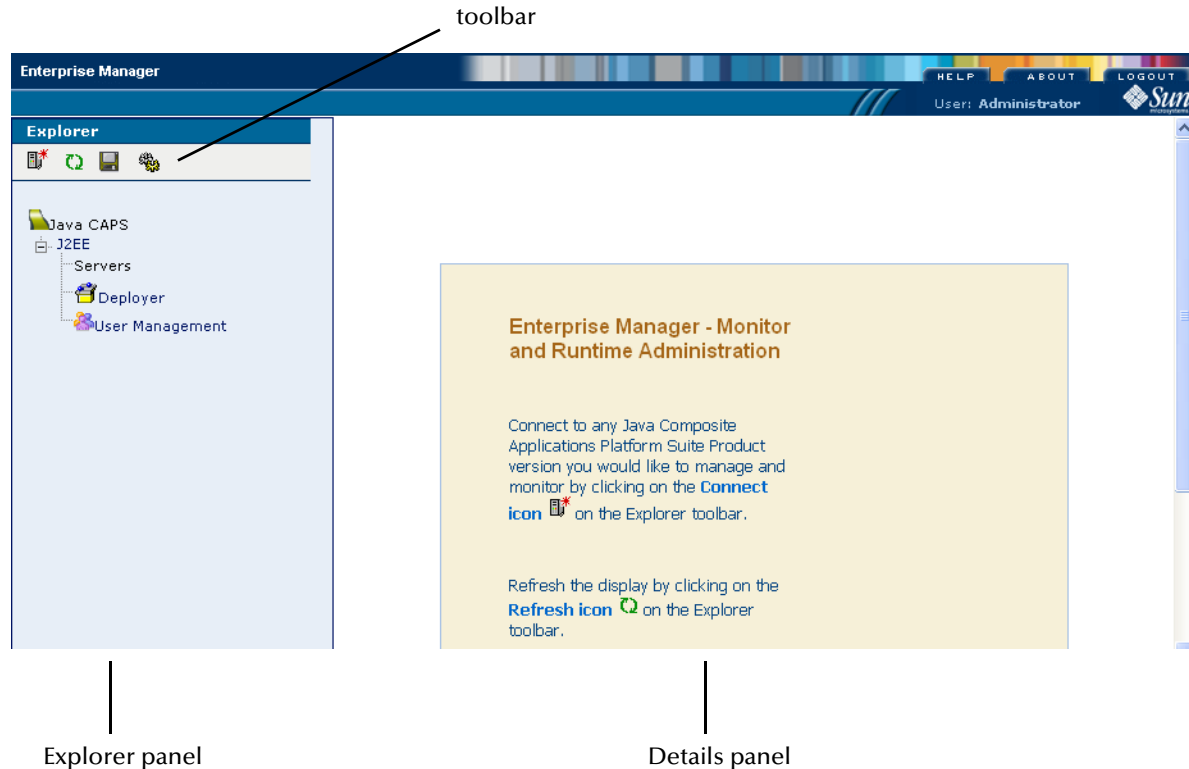 toolbar
Enterprise Manager
HELP ABOUT LOGOUT
User: Administrator
Sun
microsystems
Explorer
Java CAPS
J2EE
Servers
Deployer
User Management
Enterprise Manager - Monitor
and Runtime Administration
Connect to any Java Composite
Applications Platform Suite Product
version you would like to manage and
monitor by clicking on the Connect
icon on the Explorer toolbar.
Refresh the display by clicking on the
Refresh icon on the Explorer
toolbar.
Explorer panel
Details panel